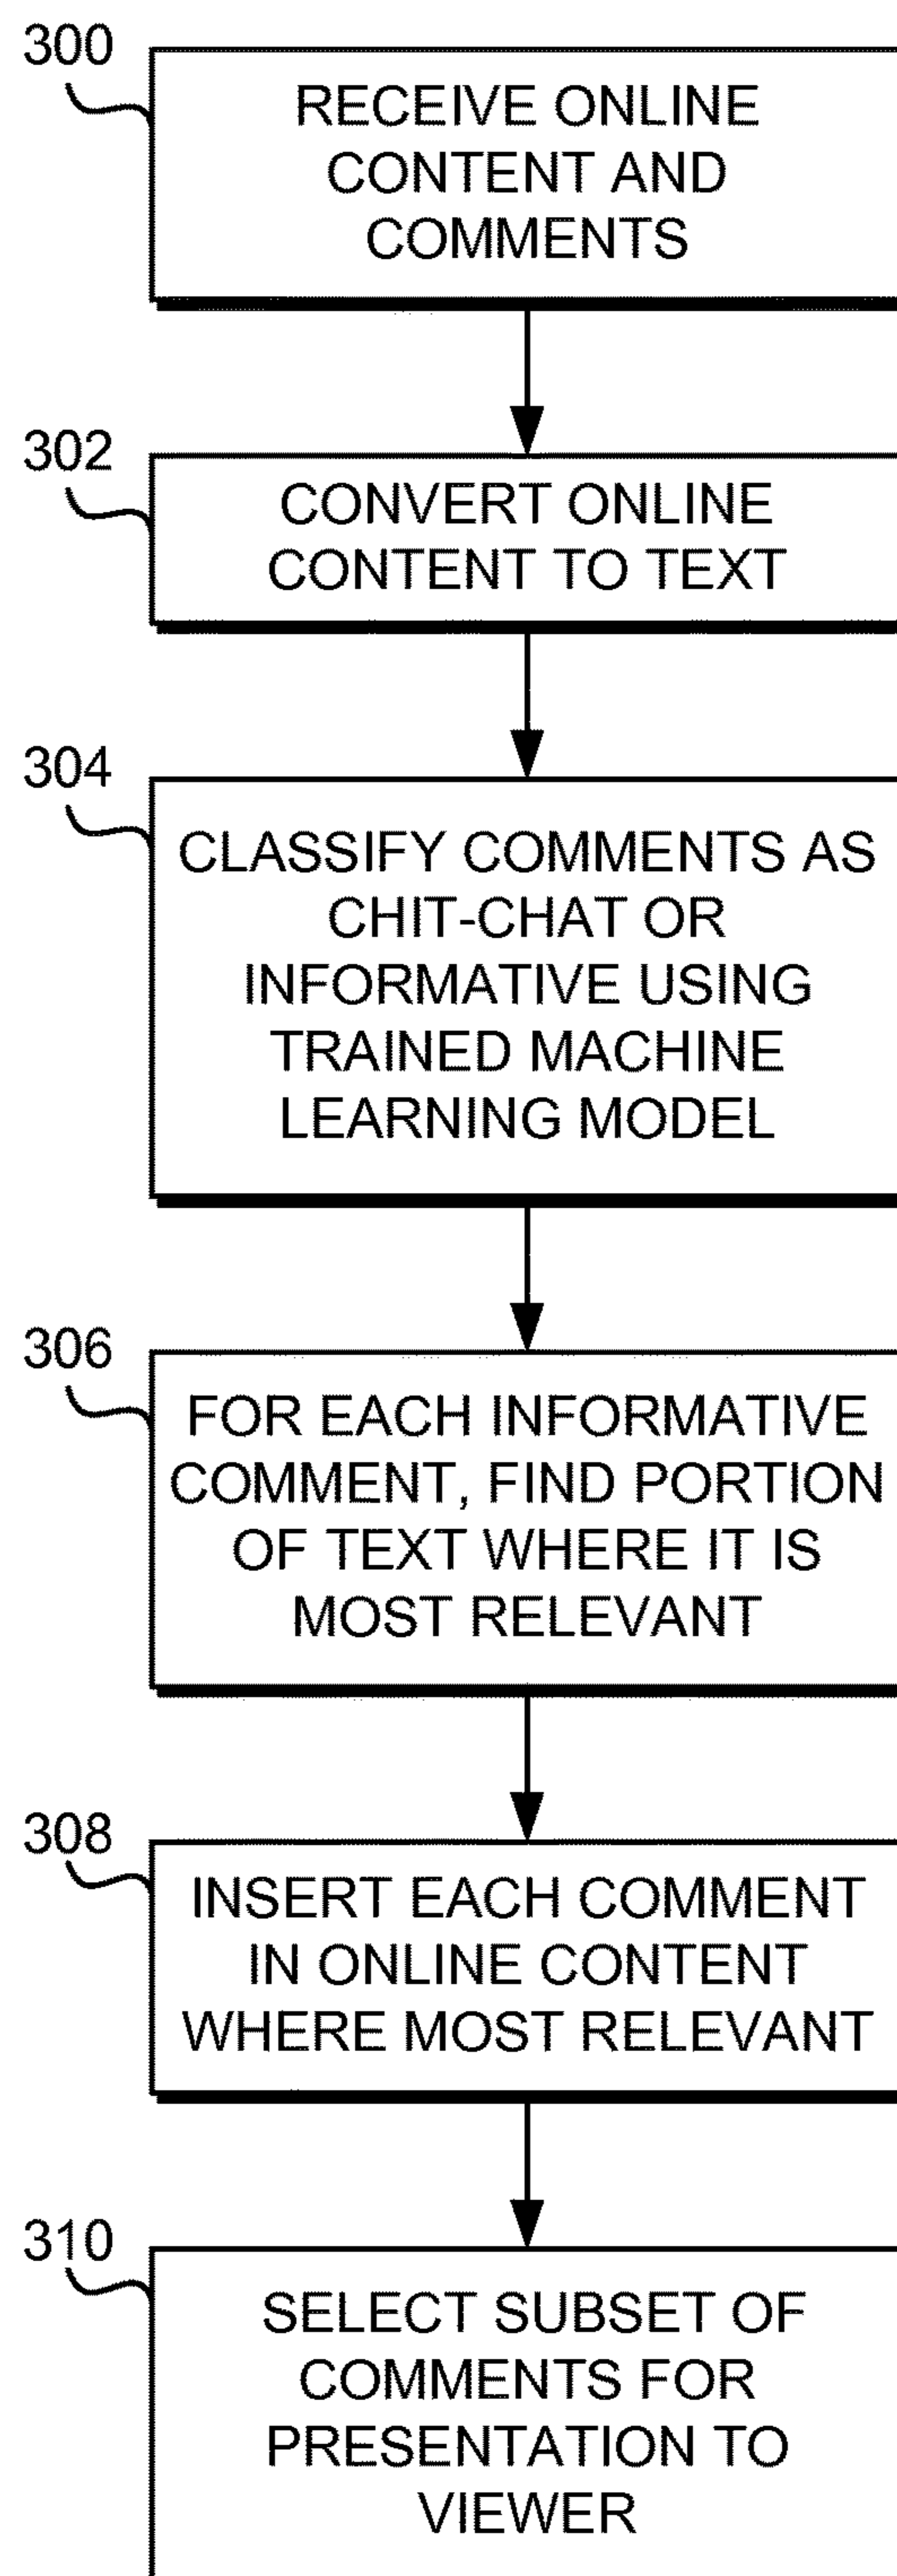 300
RECEIVE ONLINE
CONTENT AND
COMMENTS
302
CONVERT ONLINE
CONTENT TO TEXT
304
CLASSIFY COMMENTS AS
CHIT-CHAT OR
INFORMATIVE USING
TRAINED MACHINE
LEARNING MODEL
306
FOR EACH INFORMATIVE
COMMENT, FIND PORTION
OF TEXT WHERE IT IS
MOST RELEVANT
308
INSERT EACH COMMENT
IN ONLINE CONTENT
WHERE MOST RELEVANT
310
SELECT SUBSET OF
COMMENTS FOR
PRESENTATION TO
VIEWER